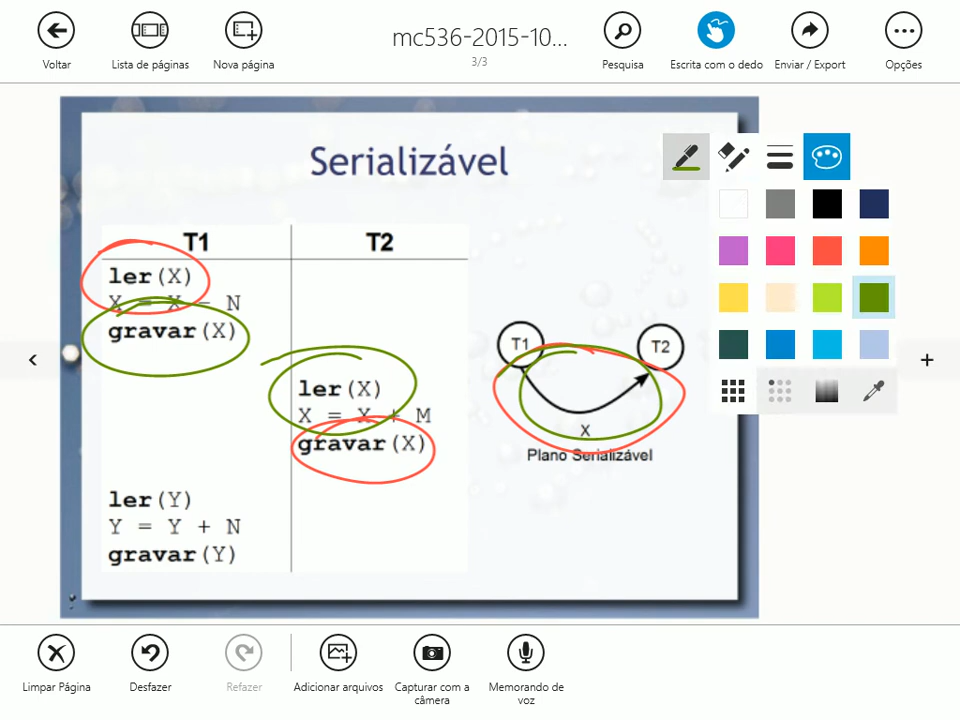 Voltar
Lista de páginas
Nova página
mc536-2015-10...
3/3
Pesquisa
Escrita com o dedo
Enviar / Export
Opções
Serializável
T1 T2
ler(X)
X = X - N
gravar(X)
ler(X)
X = X + M
gravar(X)
ler(Y)
Y = Y + N
gravar(Y)
T1 T2
X
Plano Serializável
Limpar Página
Desfazer
Refazer
Adicionar arquivos
Capturar com a
câmera
Memorando de
voz